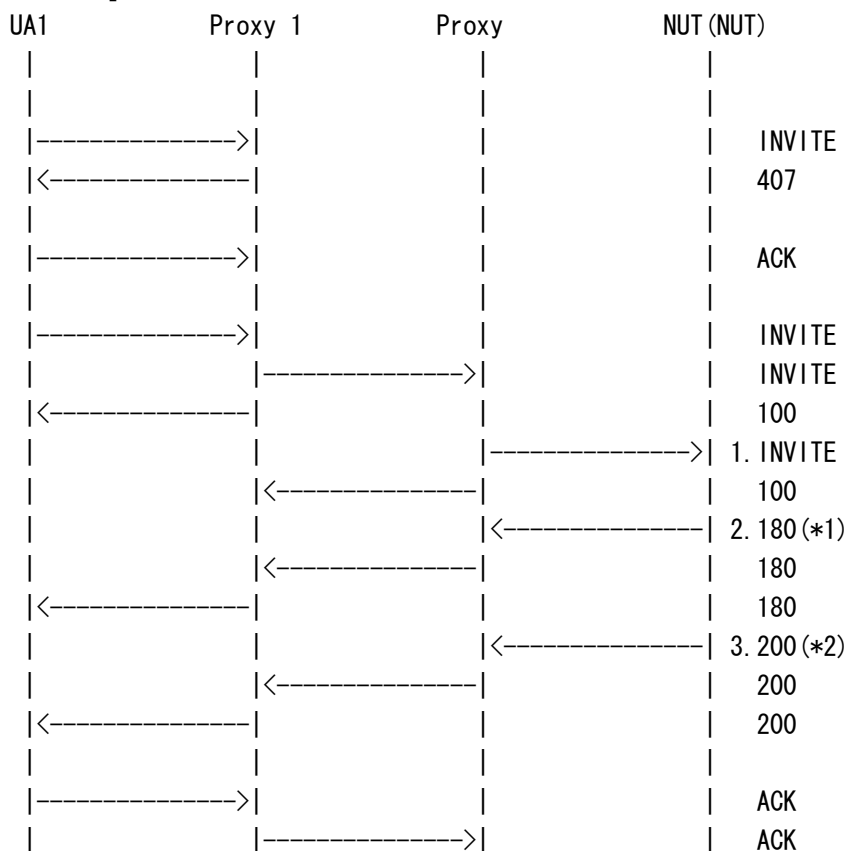 UA1 Proxy 1 Proxy NUT(NUT)
| | | |
| | | |
|-------------->| | | INVITE
|<--------------| | | 407
| | | |
|-------------->| | | ACK
| | | |
|-------------->| | | INVITE
| |-------------->| | INVITE
|<--------------| | | 100
| | |-------------->| 1.INVITE
| |<--------------| | 100
| | |<--------------| 2.180(*1)
| |<--------------| | 180
|<--------------| | | 180
| | |<--------------| 3.200(*2)
| |<--------------| | 200
|<--------------| | | 200
| | | |
|-------------->| | | ACK
| |-------------->| | ACK